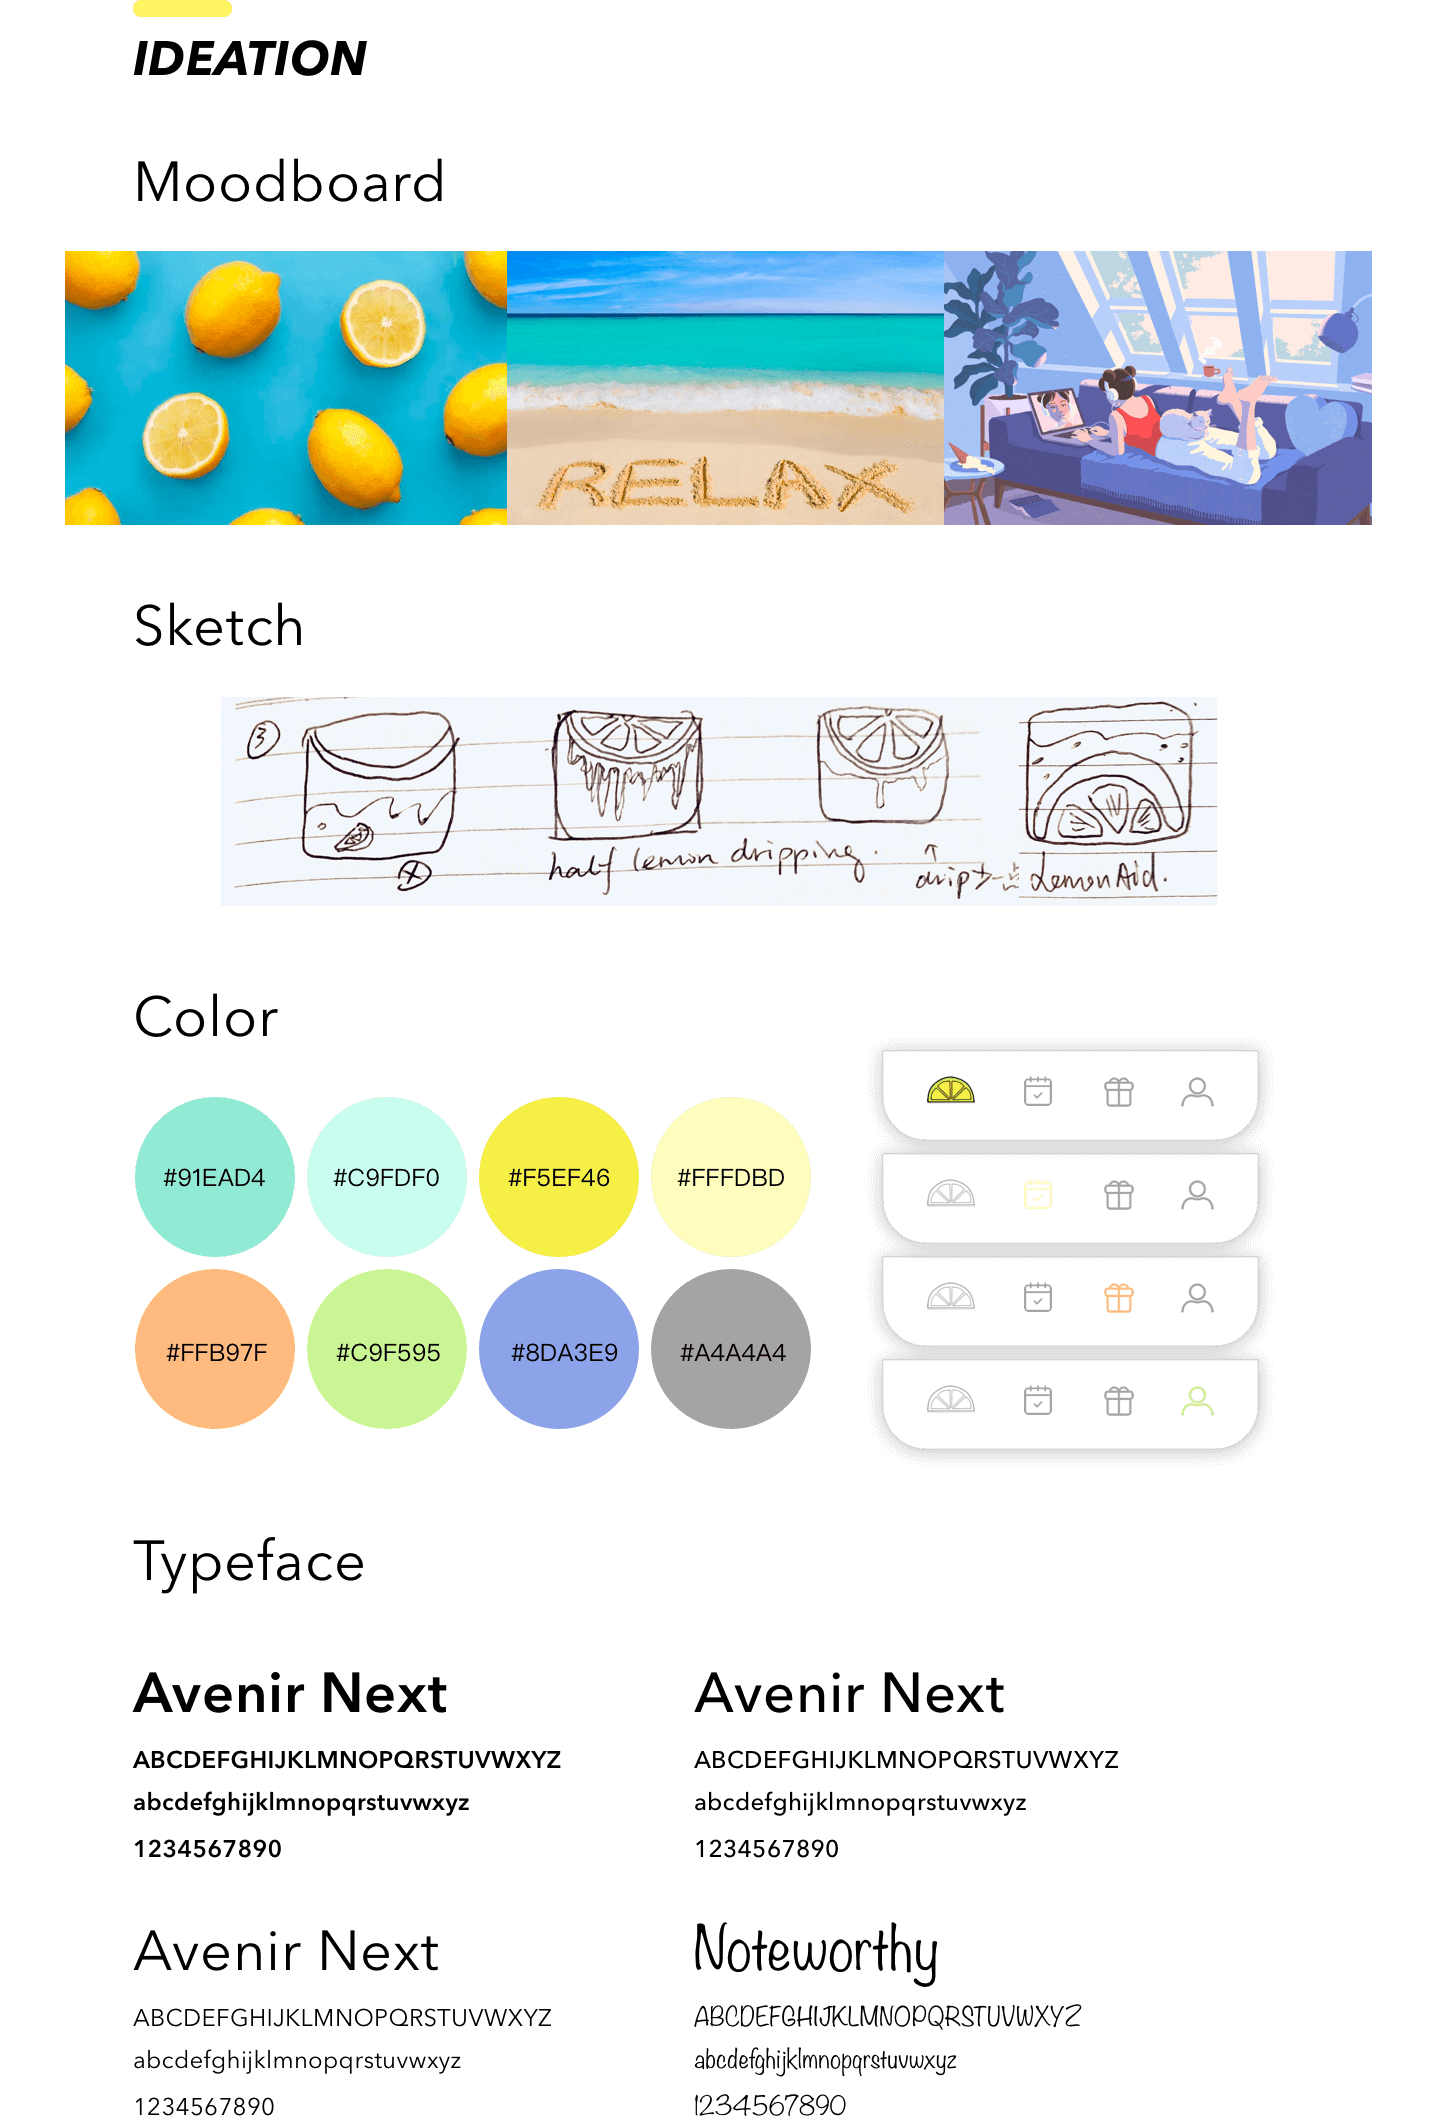 IDEATION
Moodboard
RELAX
Sketch
3
half lemon dripping.
drip
LemonAid.
Color
#91EAD4 #C9FDF0 #F5EF46 #FFFDBD
#FFB97F #C9F595 #8DA3E9 #A4A4A4
Typeface
Avenir Next
ABCDEFGHIJKLMNOPQRSTUVWXYZ
abcdefghijklmnopqrstuvwxyz
1234567890
Avenir Next
ABCDEFGHIJKLMNOPQRSTUVWXYZ
abcdefghijklmnopqrstuvwxyz
1234567890
Avenir Next
ABCDEFGHIJKLMNOPQRSTUVWXYZ
abcdefghijklmnopqrstuvwxyz
1234567890
Noteworthy
ABCDEFGHIJKLMNOPQRSTUVWXYZ
abcdefghijklmnopqrstuvwxyz
1234567890